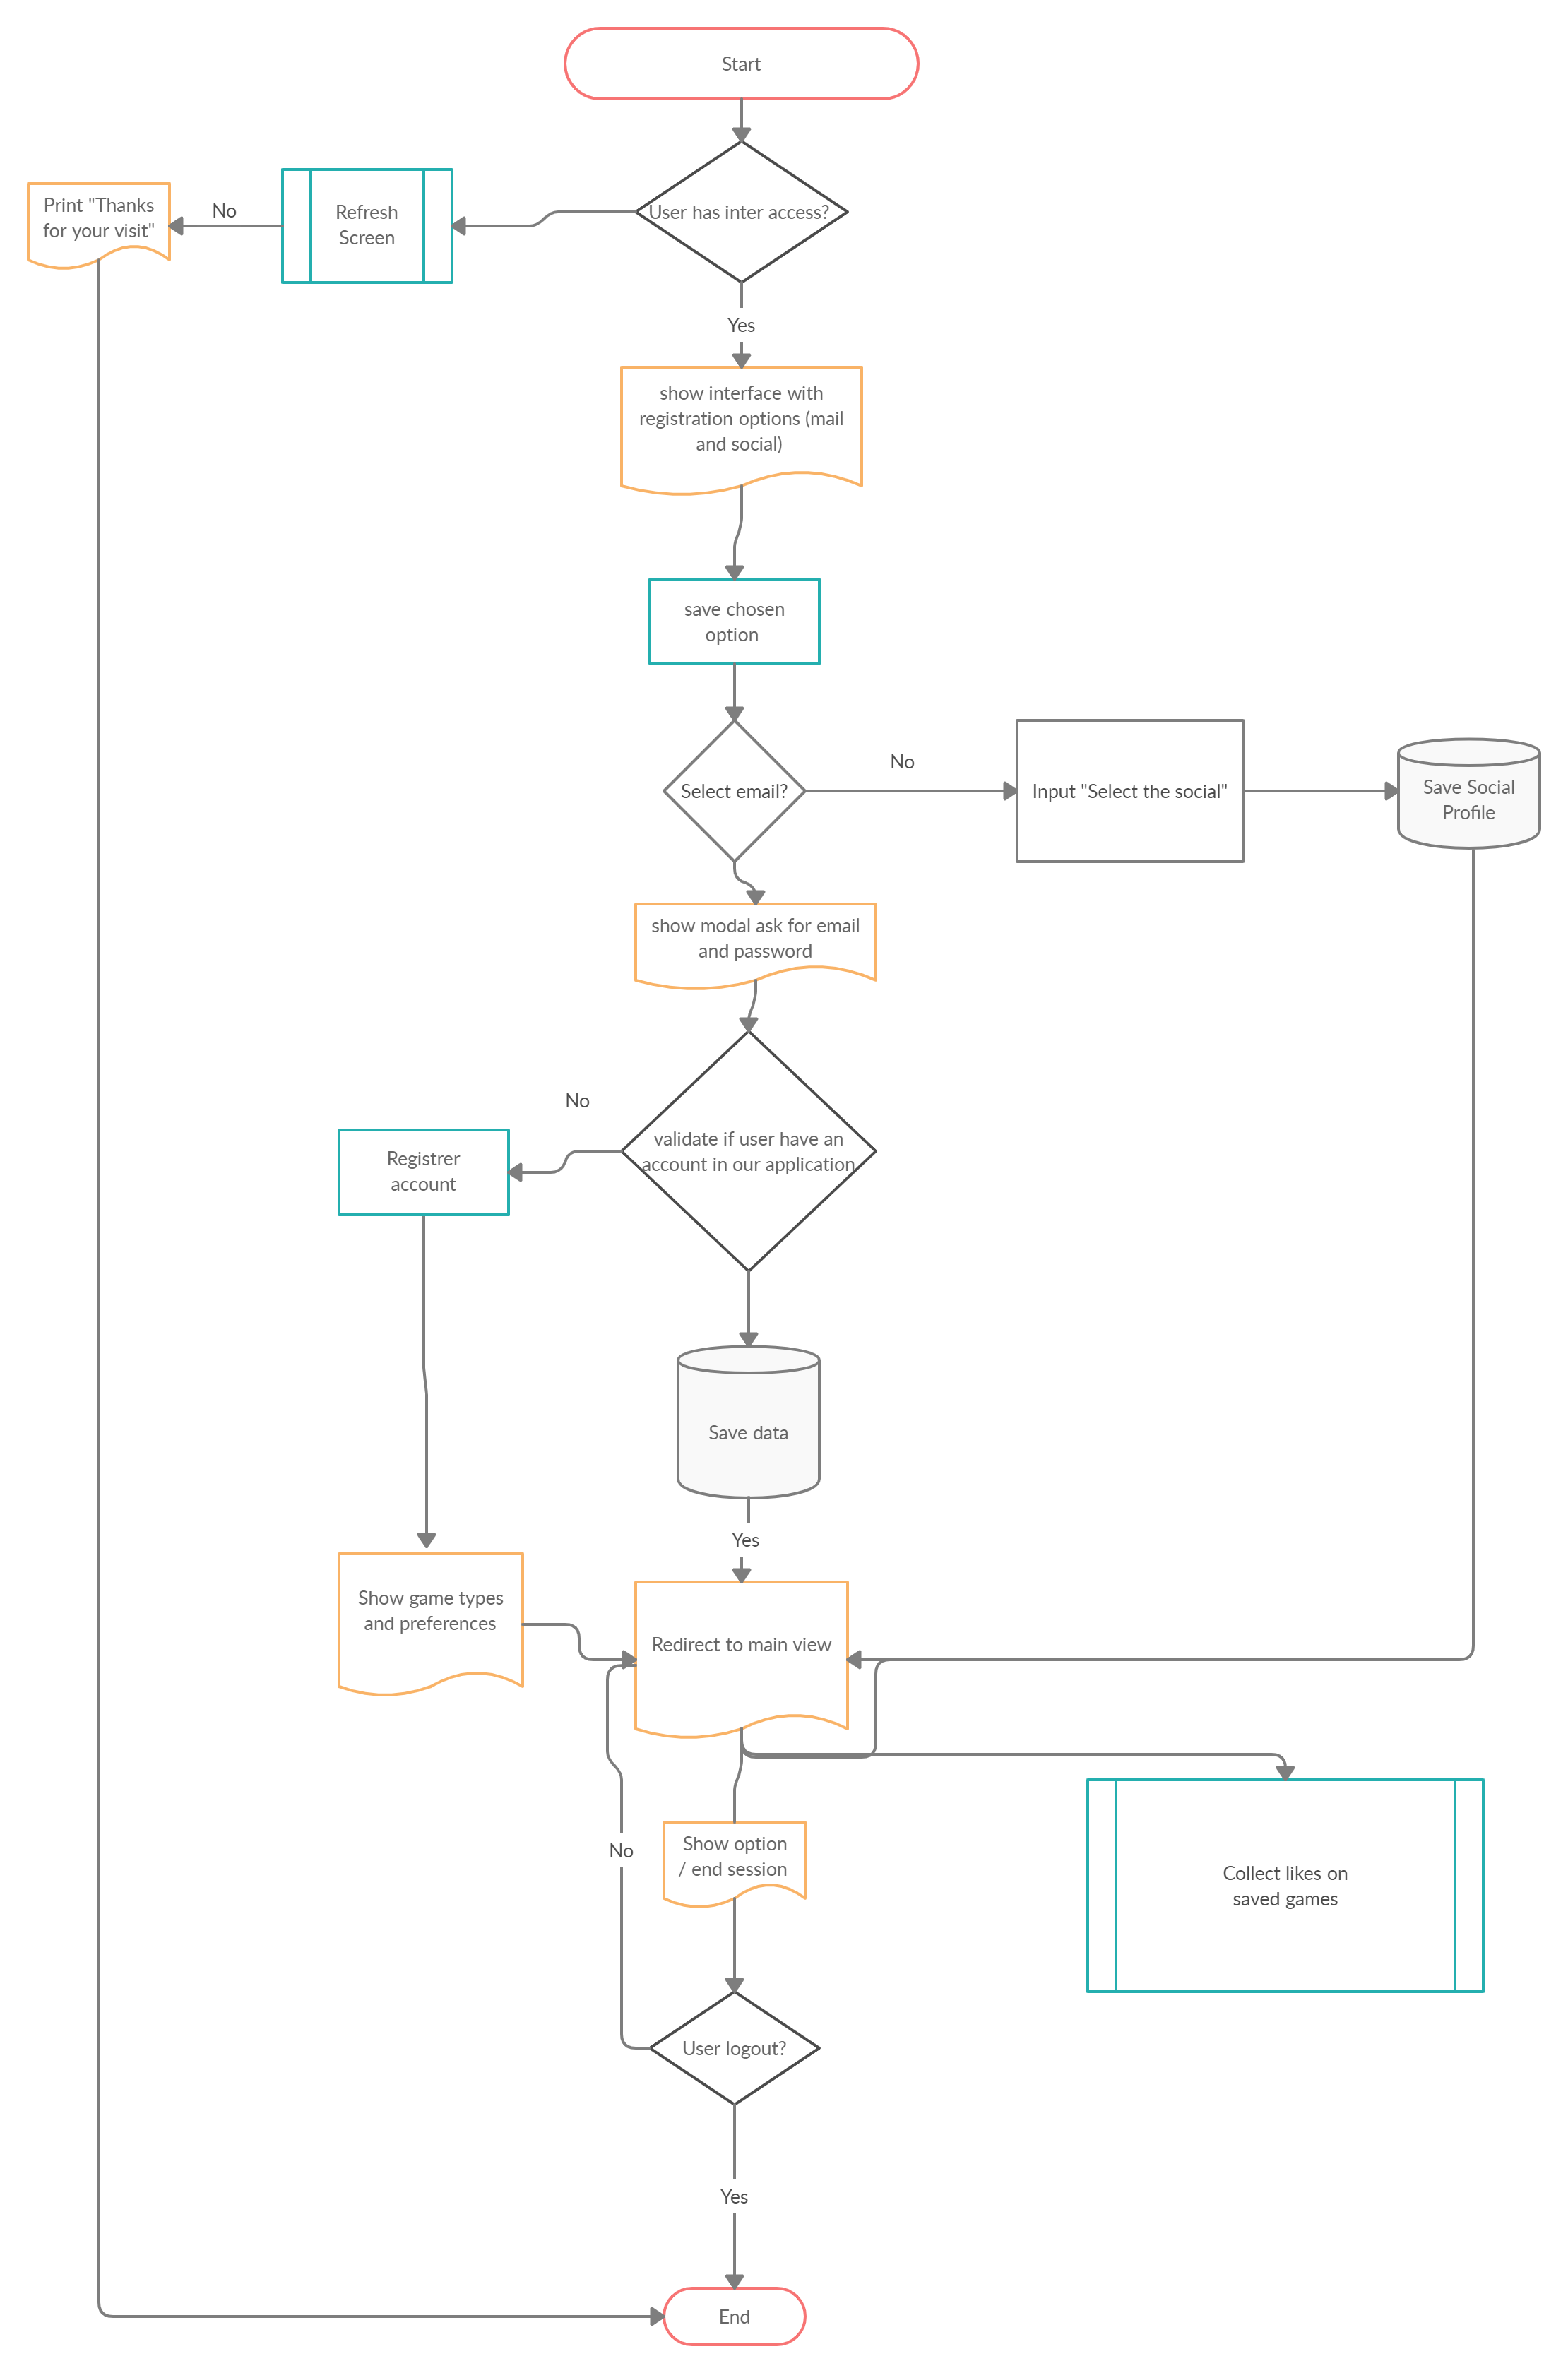 Start
User has inter access?
Refresh
Screen
No
Print "Thanks
for your visit"
Yes
show interface with
registration options (mail
and social)
save chosen
option
Select email?
No
Input "Select the social"
Save Social
Profile
show modal ask for email
and password
No
validate if user have an
account in our application
Registrer
account
Save data
Yes
Show game types
and preferences
Redirect to main view
Show option
/ end session
No
Collect likes on
saved games
User logout?
Yes
End